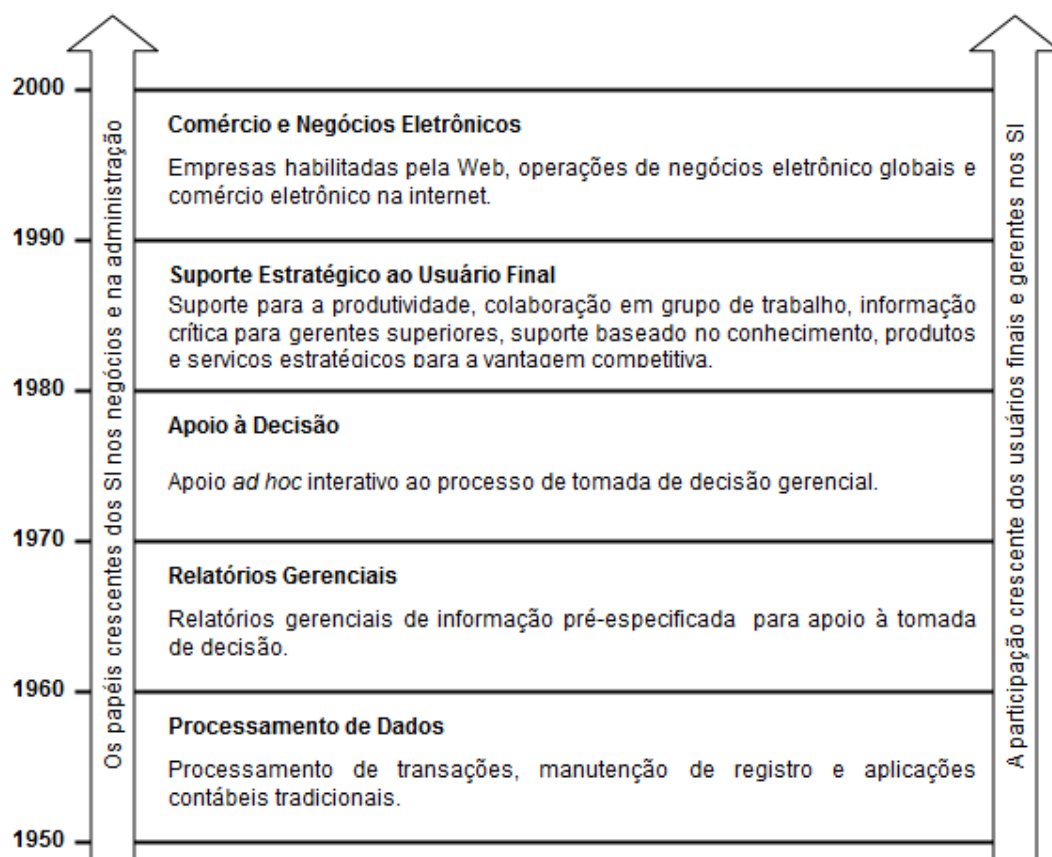 2000
Comércio e Negócios Eletrônicos
Empresas habilitadas pela Web, operações de negócios eletrônico globais e
comércio eletrônico na internet.
1990
Suporte Estratégico ao Usuário Final
Suporte para a produtividade, colaboração em grupo de trabalho, informação
crítica para gerentes superiores, suporte baseado no conhecimento, produtos
e serviços estratégicos para a vantagem competitiva.
1980
Apoio à Decisão
Apoio ad hoc interativo ao processo de tomada de decisão gerencial.
1970
Relatórios Gerenciais
Relatórios gerenciais de informação pré-especificada para apoio à tomada
de decisão.
1960
Processamento de Dados
Processamento de transações, manutenção de registro e aplicações
contábeis tradicionais.
1950
Os papéis crescentes dos SI nos negócios e na administração
A participação crescente dos usuários finais e gerentes nos SI